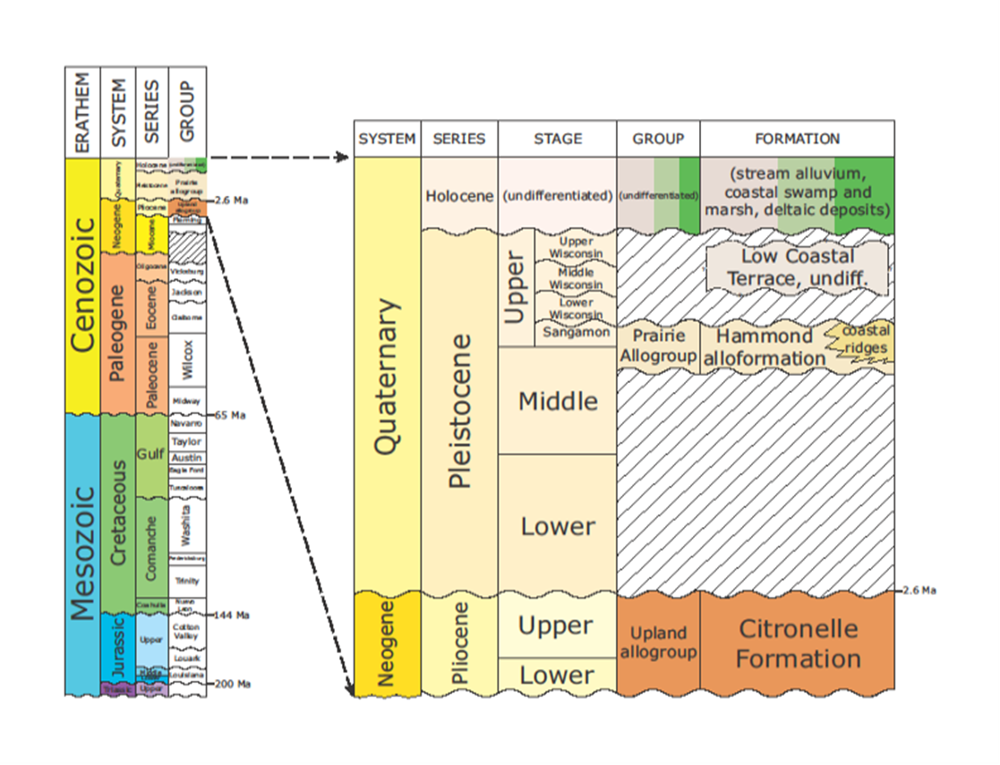 ERATHEM
SYSTEM
SERIES
GROUP
Cenozoic
Mesozoic
Quaternary
Neogene
Paleogene
Cretaceous
Jurassic
Triassic
Holocene
Pleistocene
Pliocene
Miocene
Oligocene
Eocene
Paleocene
Gulf
Comanche
Coahuila
Upper
Upper
(undifferentiated)
Prairie
allogroup
Upland
allogroup
Fleming
Vicksburg
Jackson
Claiborne
Wilcox
Midway
Navarro
Taylor
Austin
Eagle Ford
Tuscaloosa
Washita
Fredericksburg
Trinity
Nuevo
Leon
Cotton
Valley
Louark
Louisiana
2.6 Ma
65 Ma
144 Ma
200 Ma
SYSTEM
SERIES
STAGE
GROUP
FORMATION
Quaternary
Neogene
Holocene
Pleistocene
Pliocene
(undifferentiated)
Upper
Upper
Wisconsin
Middle
Wisconsin
Lower
Wisconsin
Sangamon
Middle
Lower
Upper
Lower
(undifferentiated)
Prairie
Allogroup
Upland
allogroup
(stream alluvium,
coastal swamp and
marsh, deltaic deposits)
Low Coastal
Terrace, undiff.
Hammond
alloformation
coastal
ridges
Citronelle
Formation
2.6 Ma